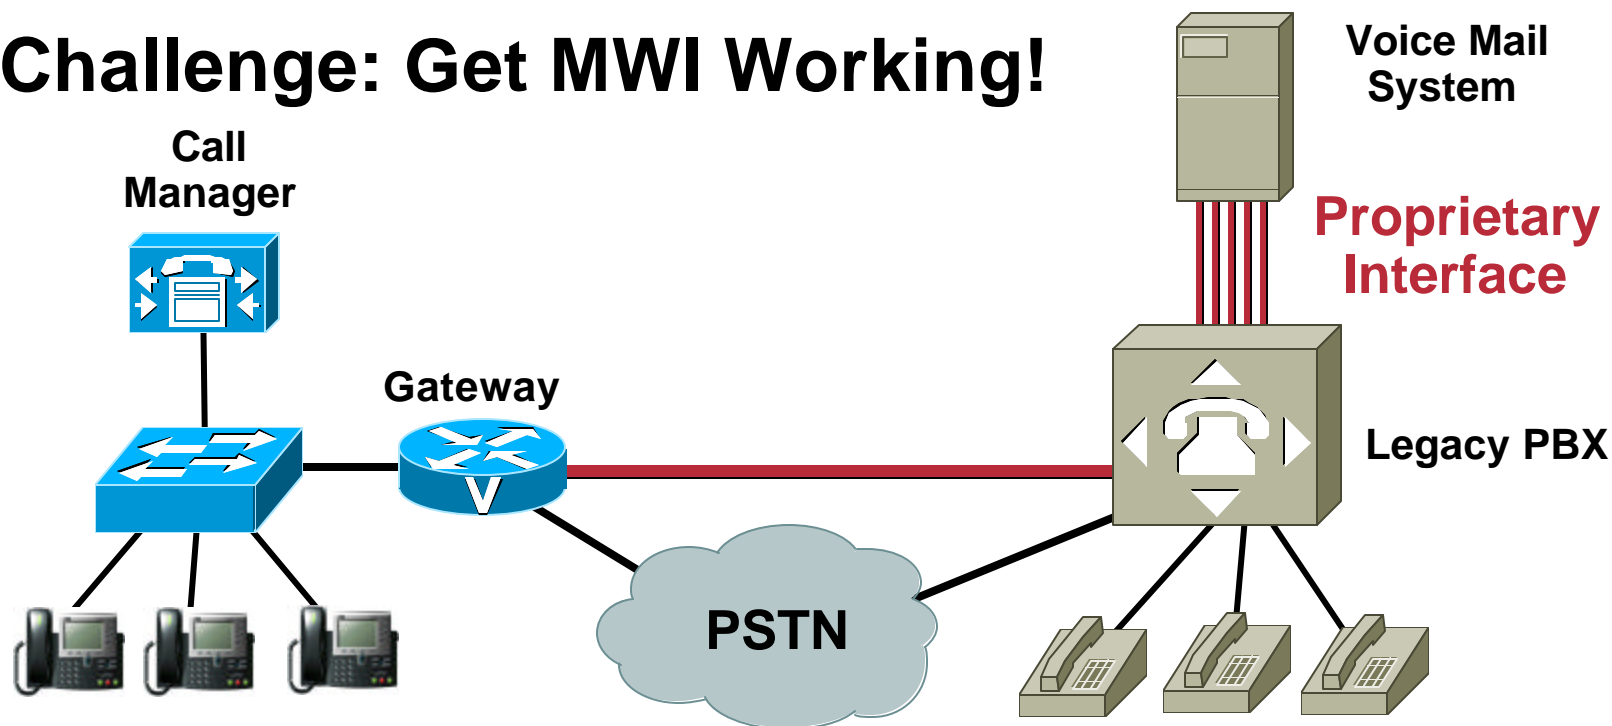 Challenge: Get MWI Working!
Voice Mail
System
Call
Manager
Proprietary
Interface
Gateway
Legacy PBX
V
PSTN